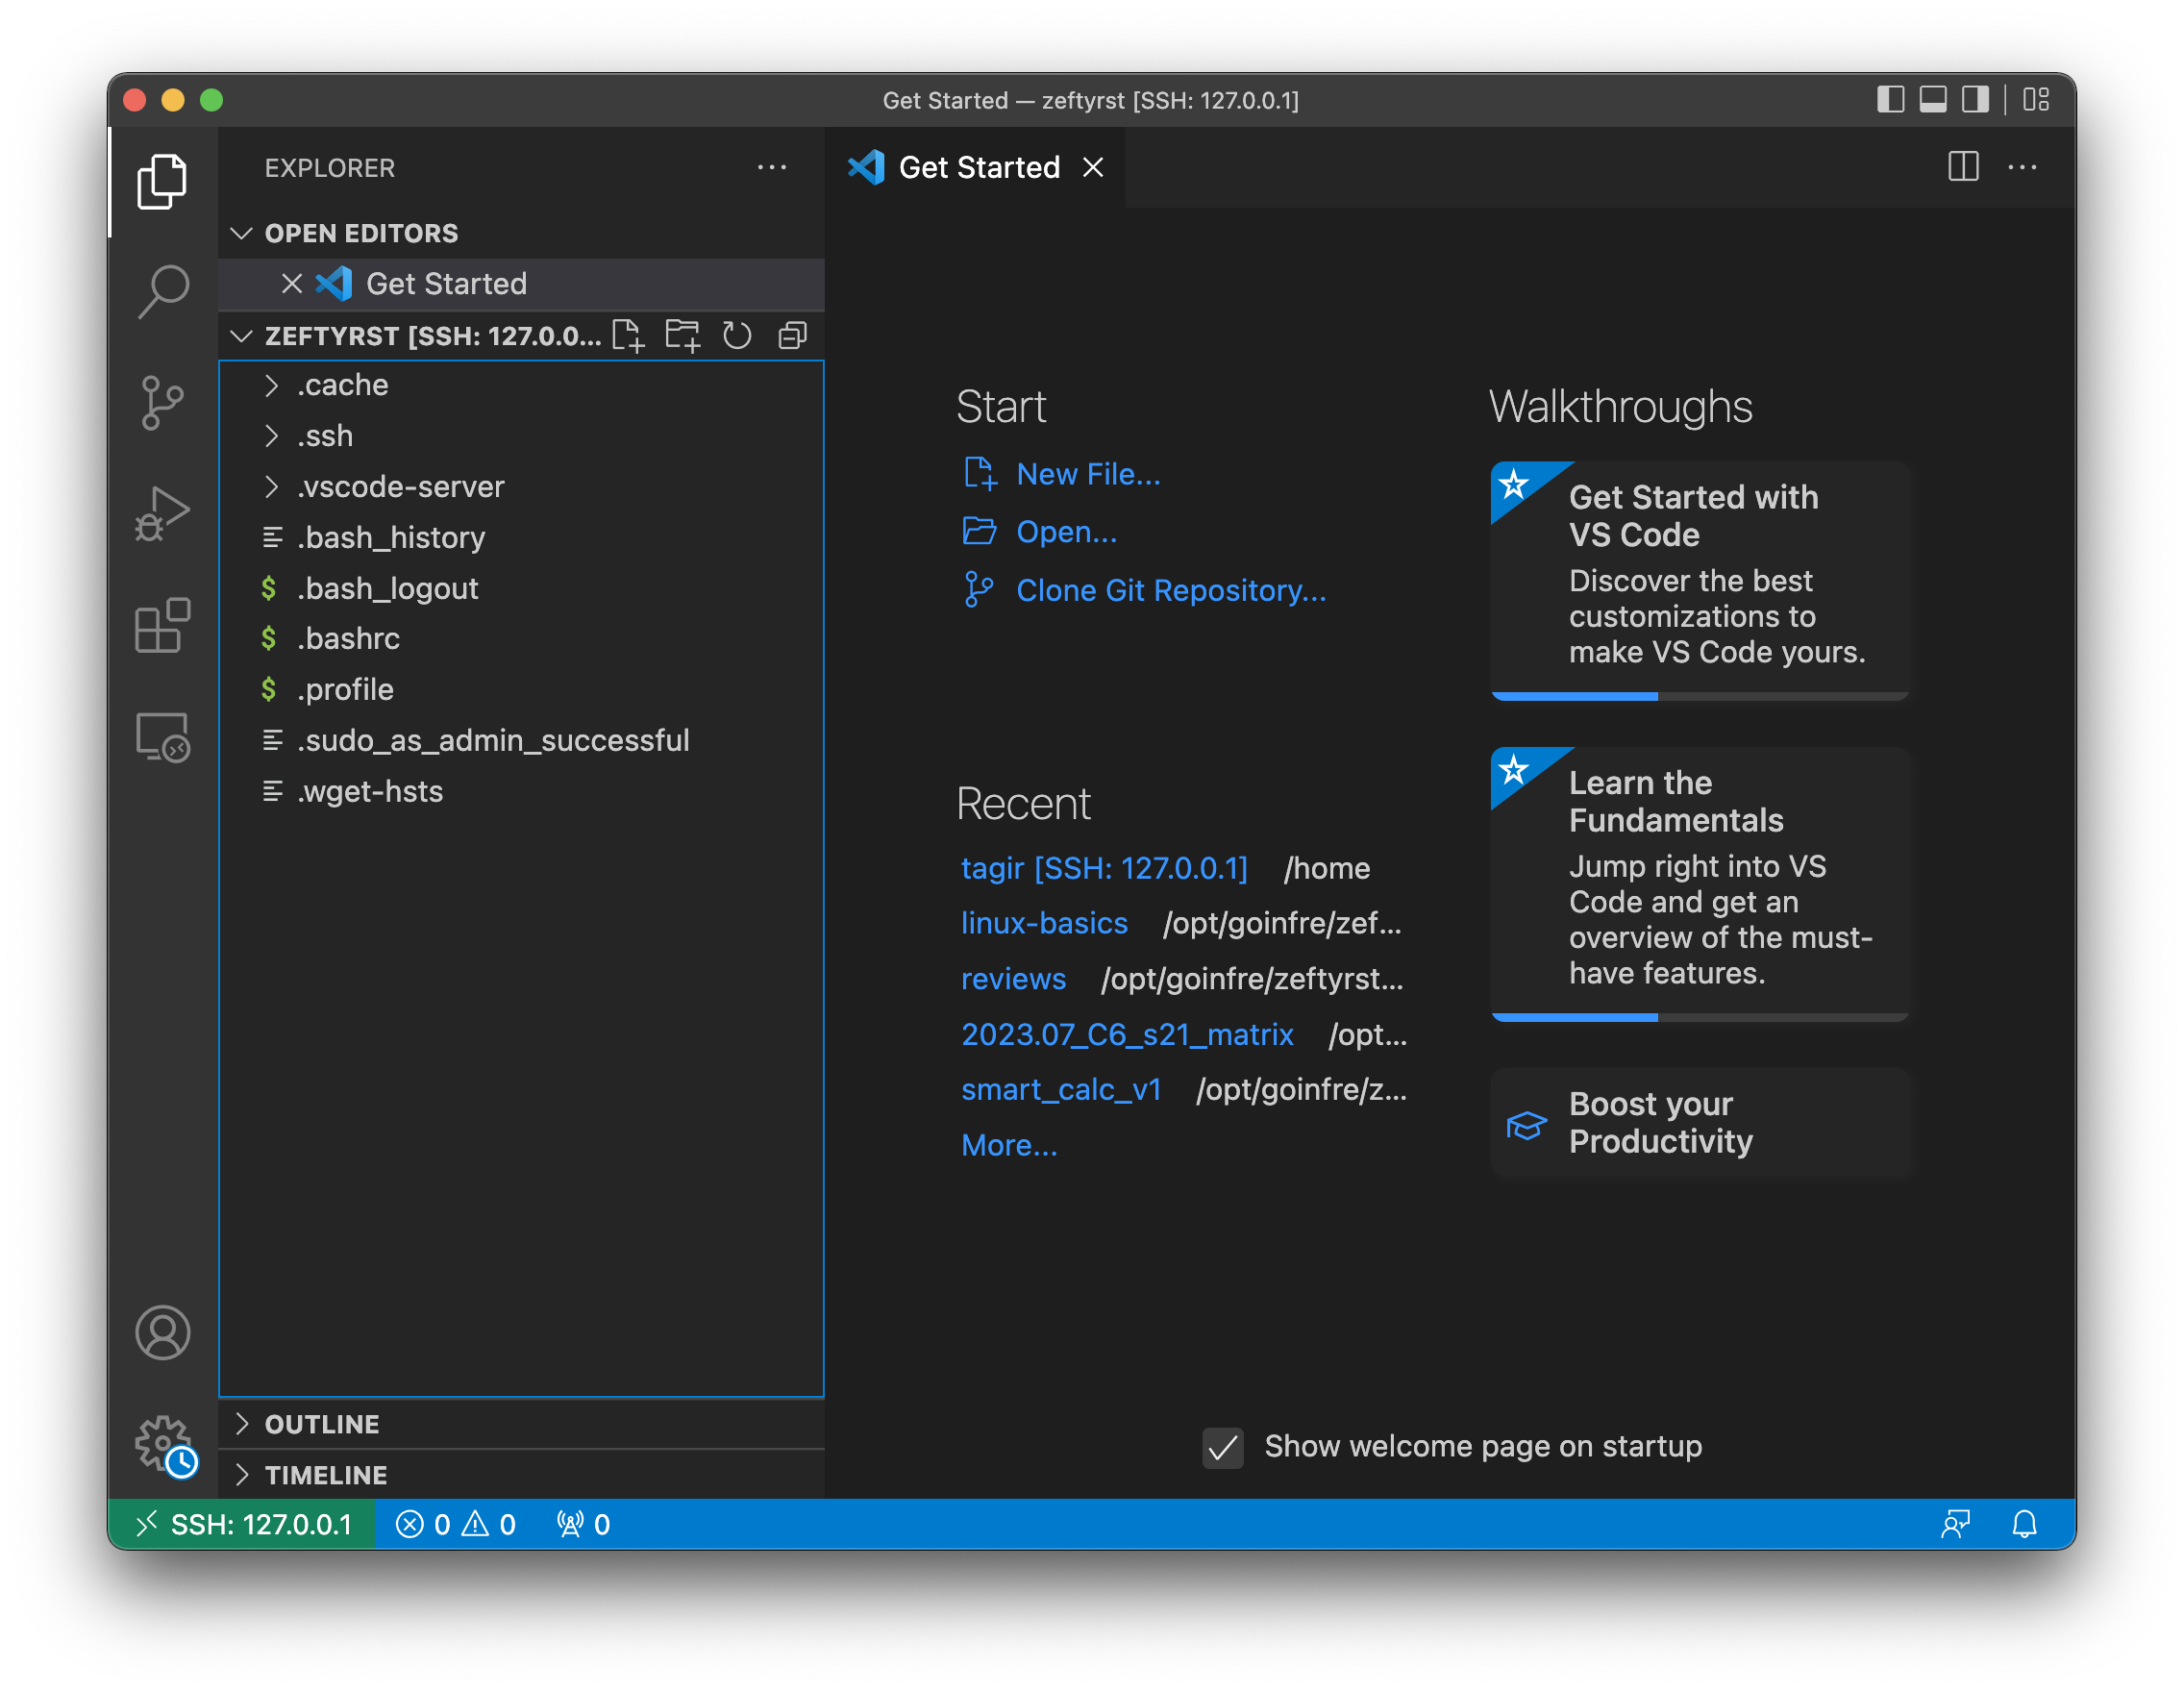 Get Started — zeftyrst [SSH: 127.0.0.1]
EXPLORER
OPEN EDITORS
Get Started
ZEFTYRST [SSH: 127.0.0...
.cache
.ssh
.vscode-server
.bash_history
.bash_logout
.bashrc
.profile
.sudo_as_admin_successful
.wget-hsts
OUTLINE
TIMELINE
Get Started
Start
New File...
Open...
Clone Git Repository...
Recent
tagir [SSH: 127.0.0.1] /home
linux-basics /opt/goinfre/zef...
reviews /opt/goinfre/zeftyrst...
2023.07_C6_s21_matrix /opt...
smart_calc_v1 /opt/goinfre/z...
More...
Walkthroughs
Get Started with
VS Code
Discover the best
customizations to
make VS Code yours.
Learn the
Fundamentals
Jump right into VS
Code and get an
overview of the must-
have features.
Boost your
Productivity
Show welcome page on startup
SSH: 127.0.0.1 0 0 0